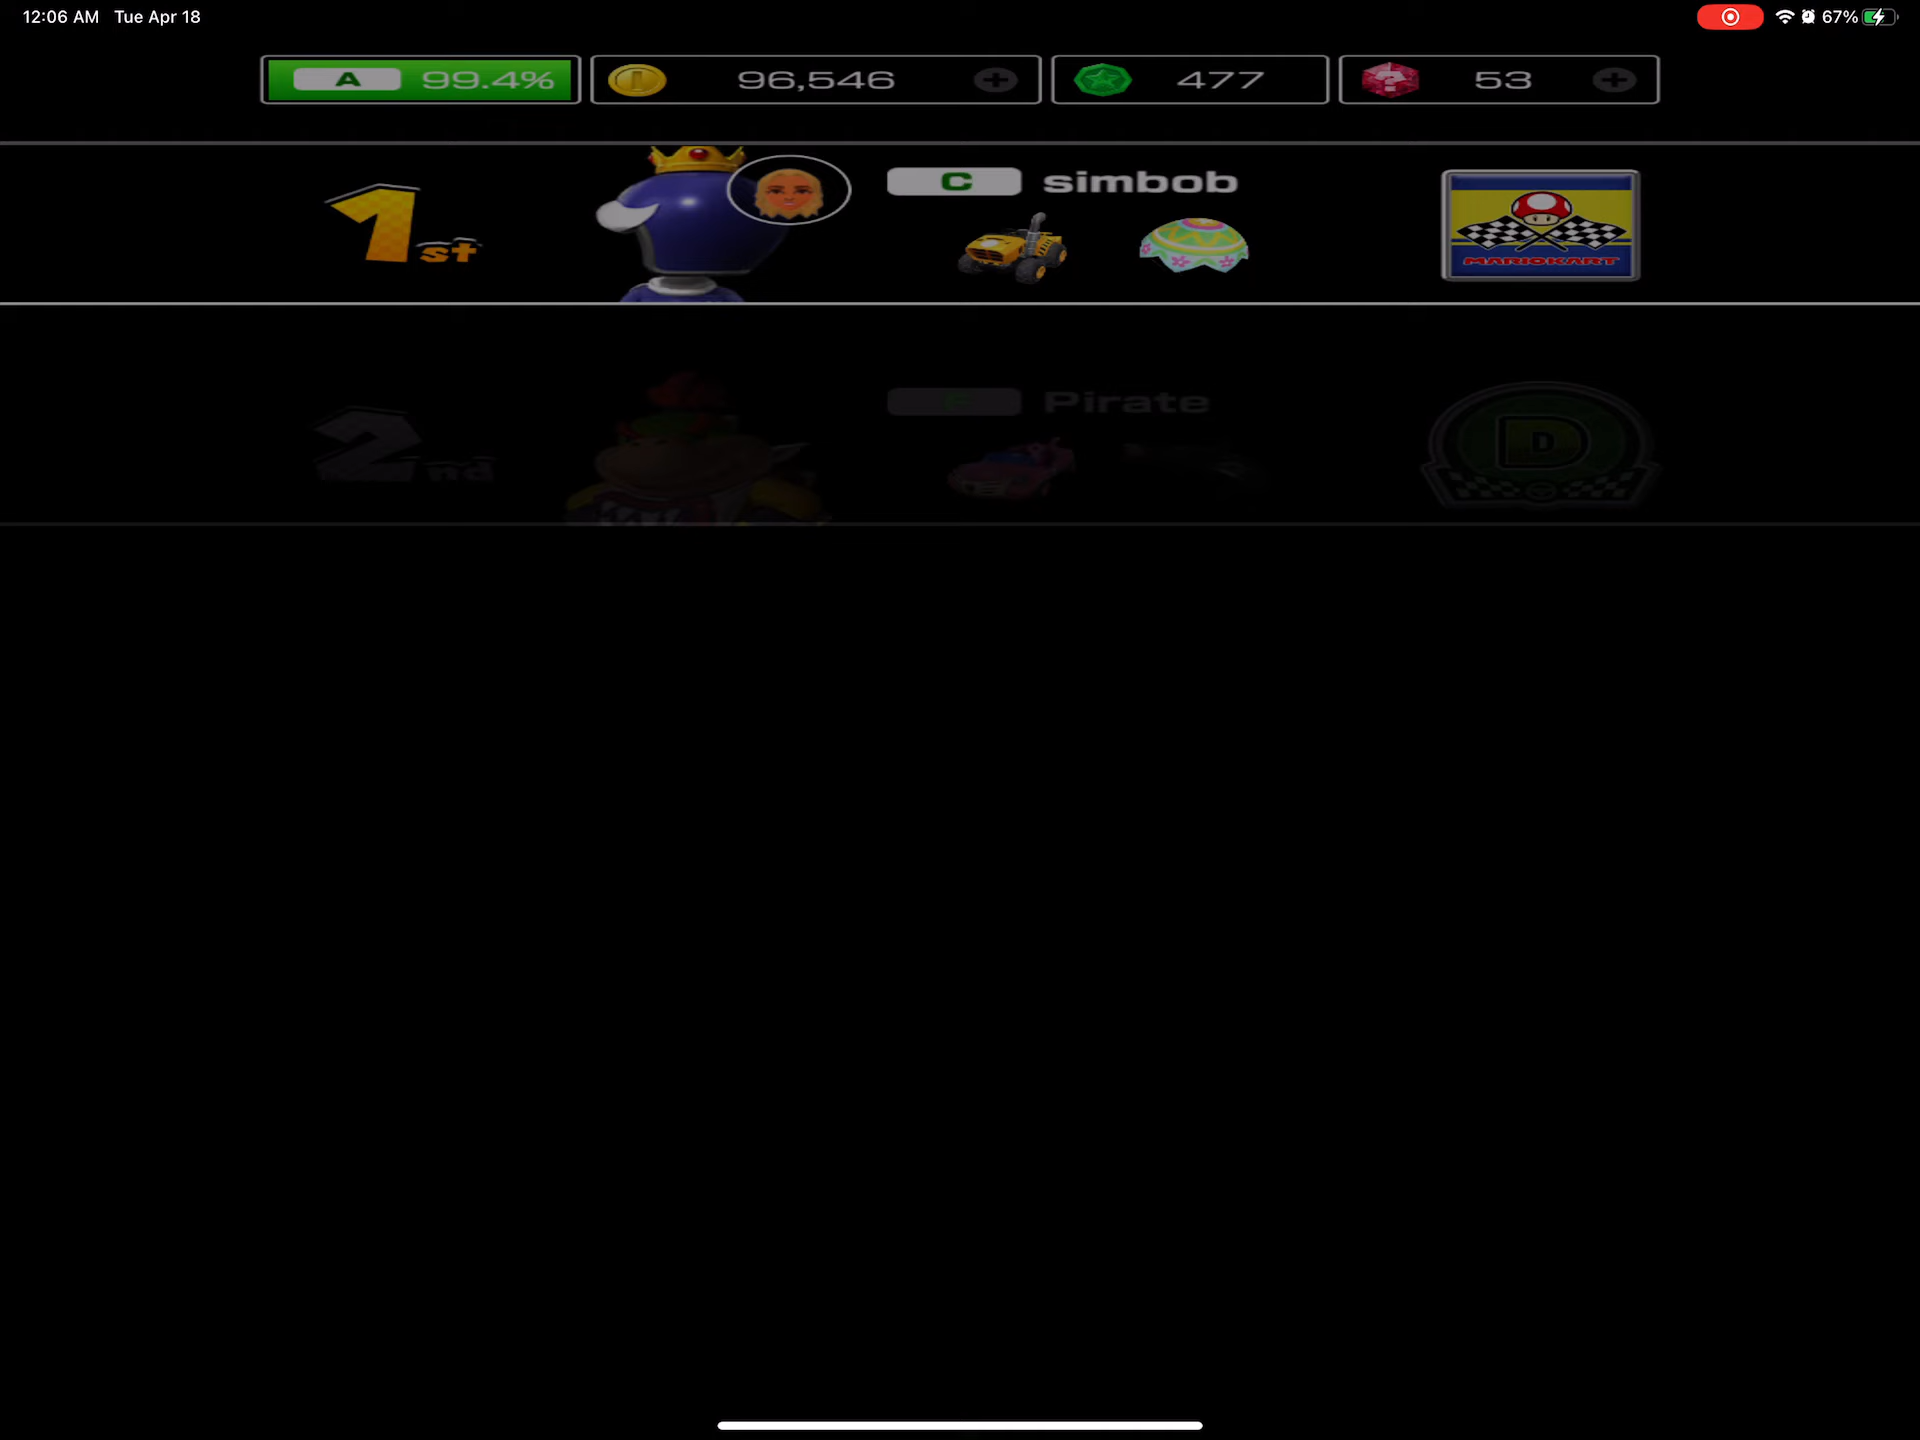 12:06 AM Tue Apr 18 67%
A 99.4% 96,546 477 53
1st C simbob
MARIOKART
2nd Pirate
D